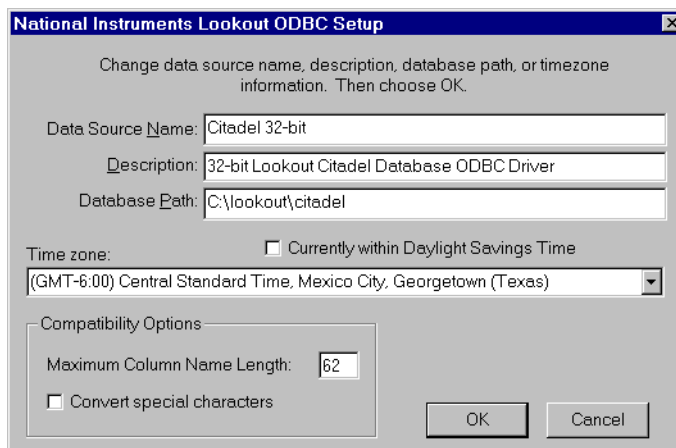 National Instruments Lookout ODBC Setup
Change data source name, description, database path, or timezone
information. Then choose OK.
Data Source Name: Citadel 32-bit
Description: 32-bit Lookout Citadel Database ODBC Driver
Database Path: C:\lookout\citadel
Time zone: Currently within Daylight Savings Time
(GMT-6:00) Central Standard Time, Mexico City, Georgetown (Texas)
Compatibility Options
Maximum Column Name Length: 62
Convert special characters
OK Cancel